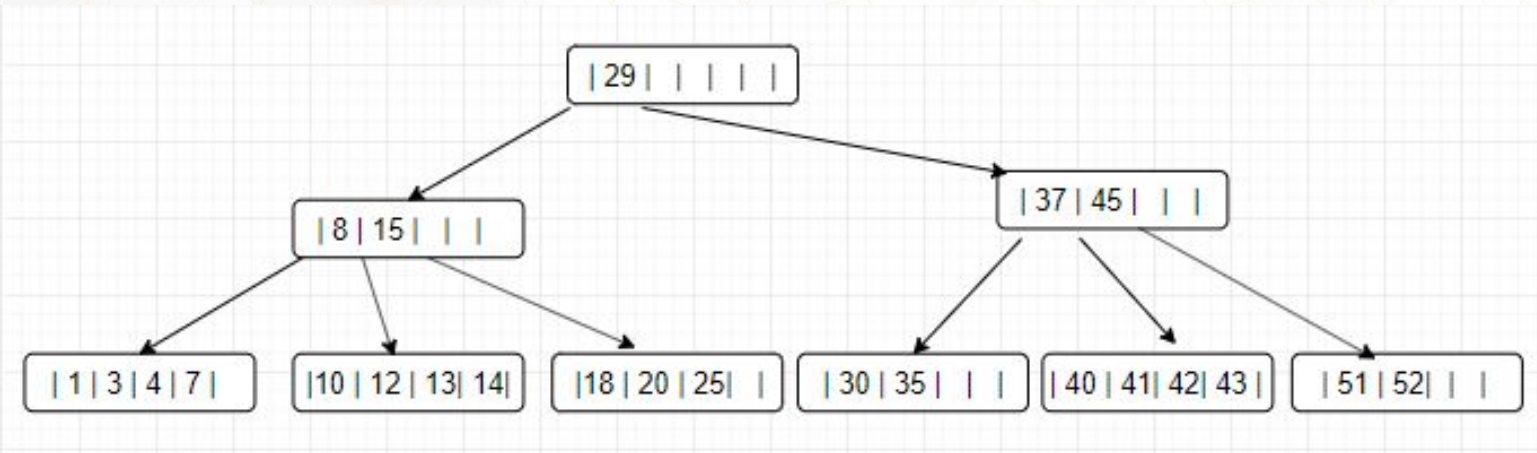 | 29 |  |  |  |  |
| 37 | 45 |  |  |
| 8 | 15 |  |  |
| 1 | 3 | 4 | 7 |
|10 | 12 | 13| 14|
|18 | 20 | 25|  |
| 30 | 35 |  |  |
| 40 | 41| 42| 43 |
| 51 | 52|  |  |